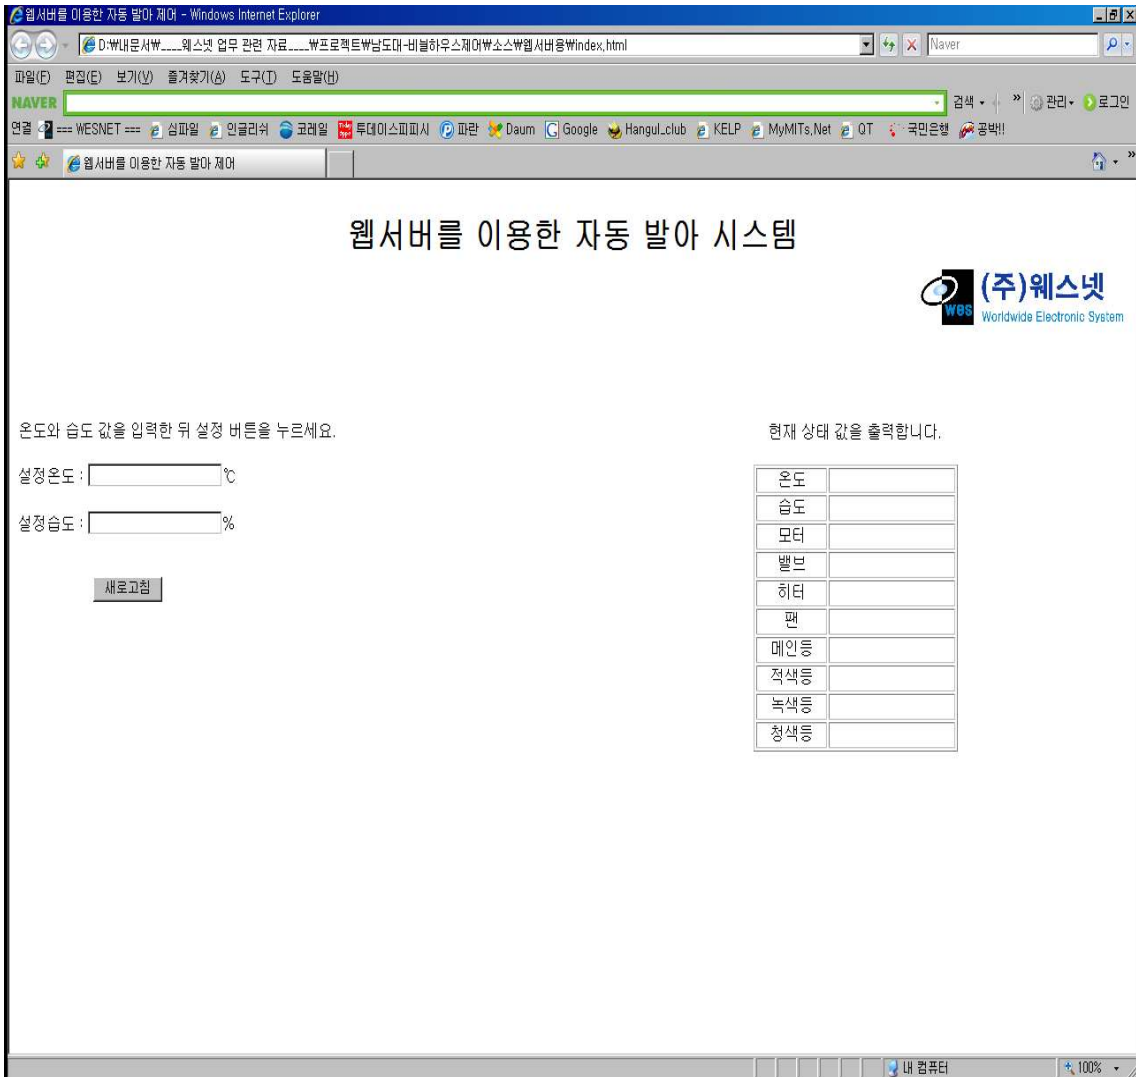 웹서버를 이용한 자동 발아 제어 - Windows Internet Explorer
D:₩내문서₩____웨스넷 업무 관련 자료____₩프로젝트₩남도대-비닐하우스제어₩소스₩웹서버용₩index.html
Naver
파일(F) 편집(E) 보기(V) 즐겨찾기(A) 도구(T) 도움말(H)
NAVER 검색 » 관리 로그인
연결 === WESNET === 심파일 인글리쉬 코레일 투데이스피피시 파란 Daum Google Hangul_club KELP MyMITs.Net QT 국민은행 공박!!
웹서버를 이용한 자동 발아 제어 »
웹서버를 이용한 자동 발아 시스템
wes (주)웨스넷
Worldwide Electronic System
온도와 습도 값을 입력한 뒤 설정 버튼을 누르세요.
설정온도 : ℃
설정습도 : %
새로고침
현재 상태 값을 출력합니다.
온도
습도
모터
밸브
히터
팬
메인등
적색등
녹색등
청색등
내 컴퓨터 100%